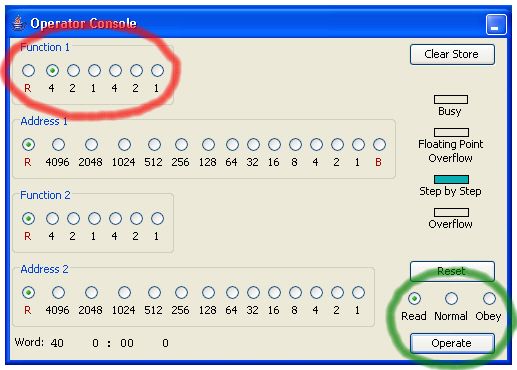 Operator Console
Function 1
R 4 2 1 4 2 1
Address 1
R 4096 2048 1024 512 256 128 64 32 16 8 4 2 1 B
Function 2
R 4 2 1 4 2 1
Address 2
R 4096 2048 1024 512 256 128 64 32 16 8 4 2 1
Word: 40 0 : 00 0
Clear Store
Busy
Floating Point
Overflow
Step by Step
Overflow
Reset
Read Normal Obey
Operate